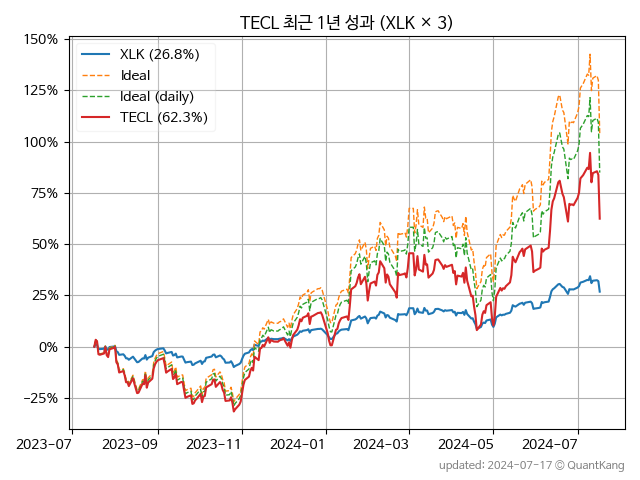 TECL 최근 1년 성과 (XLK × 3)
150%
125%
100%
75%
50%
25%
0%
−25%
XLK (26.8%)
Ideal
Ideal (daily)
TECL (62.3%)
2023-07
2023-09
2023-11
2024-01
2024-03
2024-05
2024-07
updated: 2024-07-17 © QuantKang